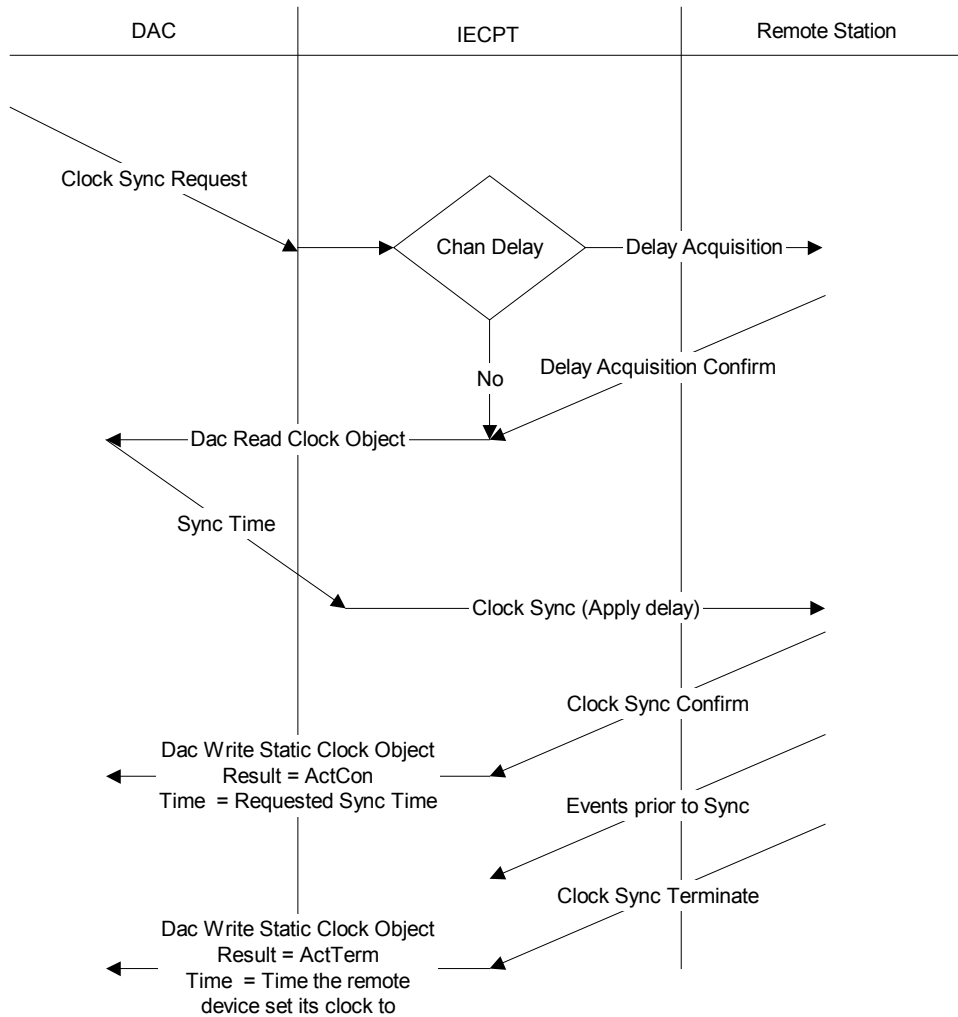 DAC
IECPT
Remote Station
Clock Sync Request
Chan Delay
Delay Acquisition
Delay Acquisition Confirm
No
Dac Read Clock Object
Sync Time
Clock Sync (Apply delay)
Clock Sync Confirm
Dac Write Static Clock Object
Result = ActCon
Time = Requested Sync Time
Events prior to Sync
Clock Sync Terminate
Dac Write Static Clock Object
Result = ActTerm
Time = Time the remote
device set its clock to